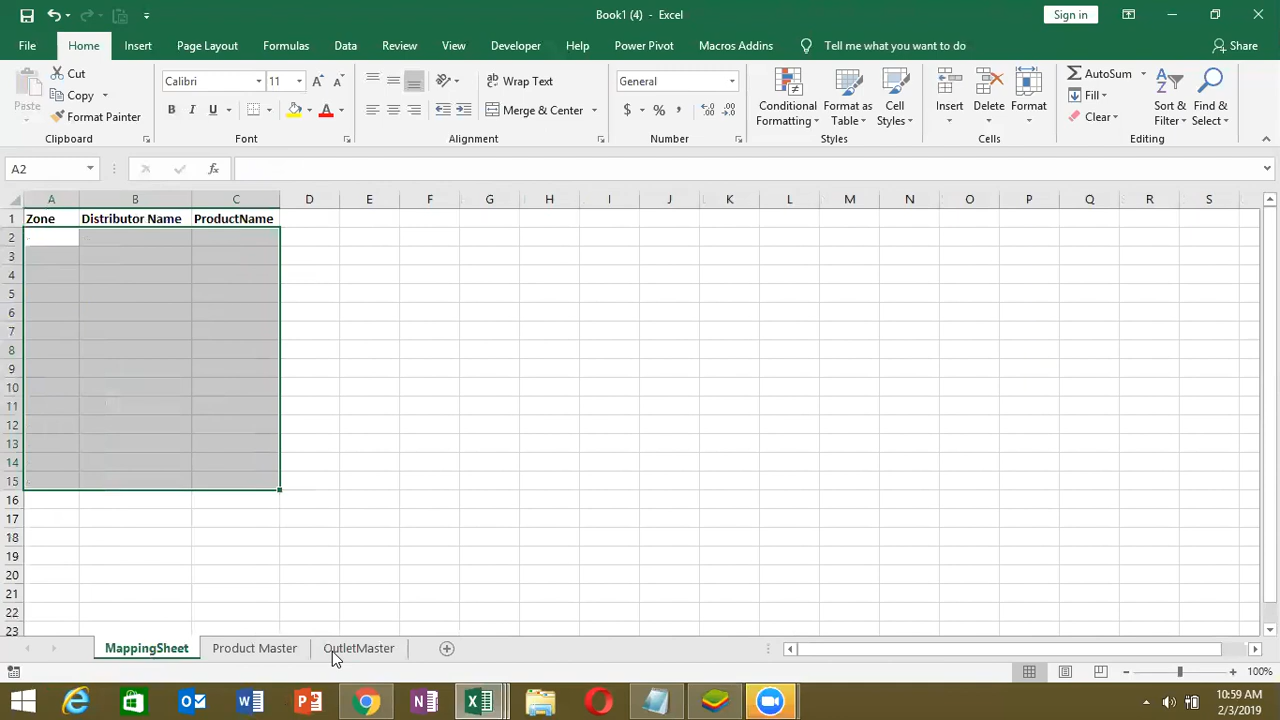 Book1 (4) - Excel
Sign in
File Home Insert Page Layout Formulas Data Review View Developer Help Power Pivot Macros Addins Tell me what you want to do Share
Paste
Cut
Copy
Format Painter
Clipboard
Calibri 11
B I U
Font
Wrap Text
Merge & Center
Alignment
General
$ % ,
Number
Conditional Formatting
Format as Table
Cell Styles
Styles
Insert
Delete
Format
Cells
AutoSum
Fill
Clear
Sort & Filter
Find & Select
Editing
A2
fx
A B C D E F G H I J K L M N O P Q R S
1 Zone Distributor Name ProductName
2
3
4
5
6
7
8
9
10
11
12
13
14
15
16
17
18
19
20
21
22
23
MappingSheet Product Master OutletMaster
100%
10:59 AM
2/3/2019